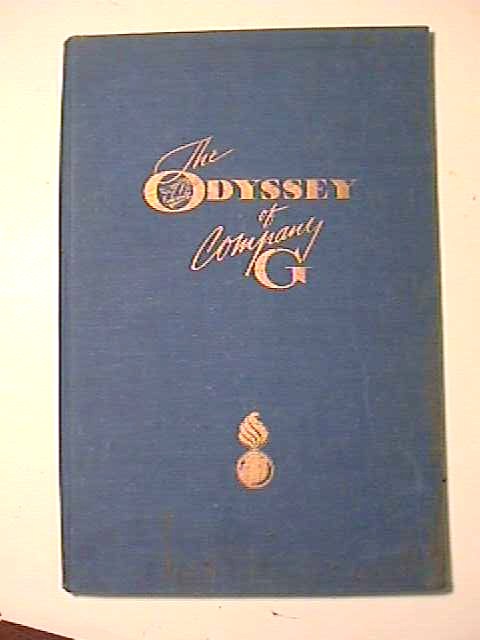 The
ODYSSEY
of
Company
G